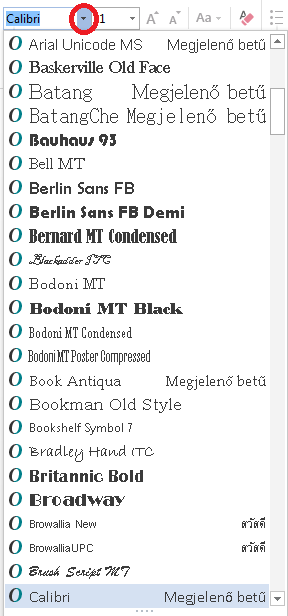 Calibri 1 A A Aa
O Arial Unicode MS Megjelenő betű
O Baskerville Old Face
O Batang Megjelenő betű
O BatangChe Megjelenő betű
O Bauhaus 93
O Bell MT
O Berlin Sans FB
O Berlin Sans FB Demi
O Bernard MT Condensed
O Blackadder ITC
O Bodoni MT
O Bodoni MT Black
O Bodoni MT Condensed
O Bodoni MT Poster Compressed
O Book Antiqua Megjelenő betű
O Bookman Old Style
O Bookshelf Symbol 7
O Bradley Hand ITC
O Britannic Bold
O Broadway
O Browallia New สวัสดี
O BrowalliaUPC สวัสดี
O Brush Script MT
O Calibri Megjelenő betű